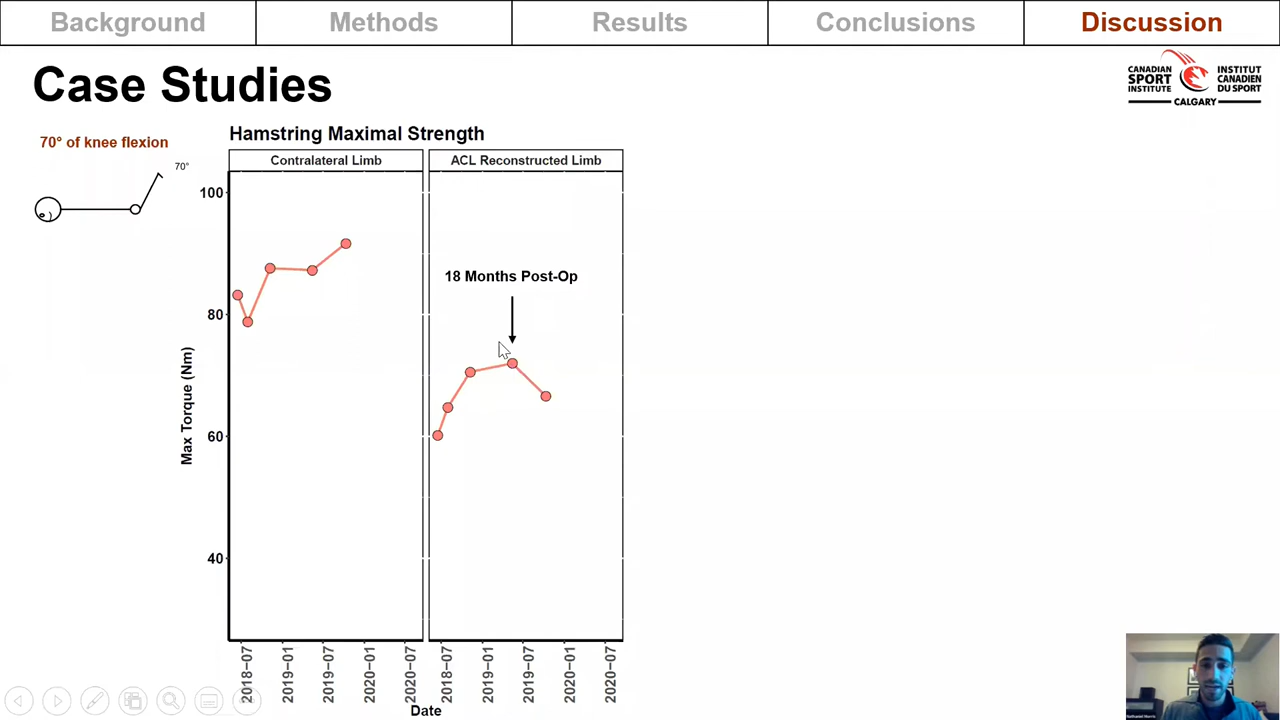 Background Methods Results Conclusions Discussion
Case Studies
CANADIAN SPORT INSTITUTE
INSTITUT CANADIEN DU SPORT
CALGARY
70° of knee flexion
70°
Hamstring Maximal Strength
Contralateral Limb ACL Reconstructed Limb
18 Months Post-Op
Max Torque (Nm)
100
80
60
40
2018-07 2019-01 2019-07 2020-01 2020-07 2018-07 2019-01 2019-07 2020-01 2020-07
Date